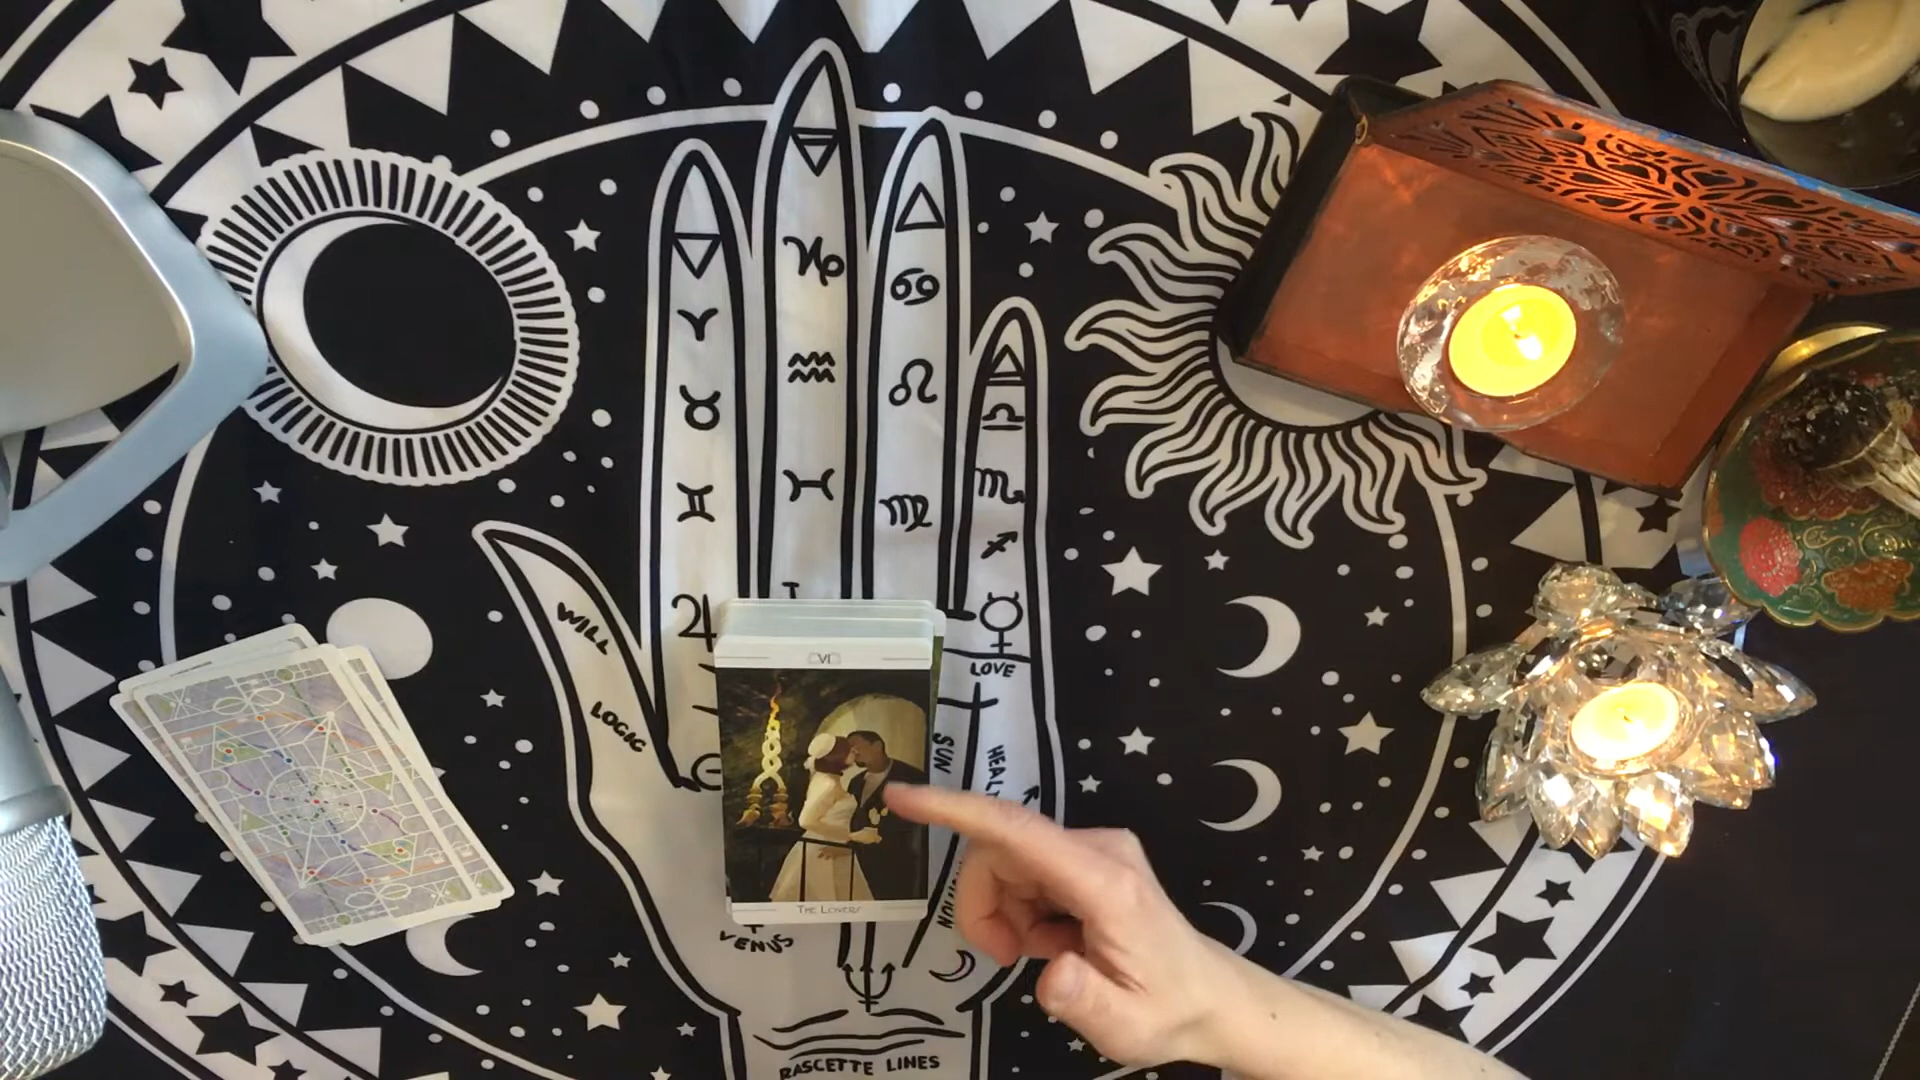 WILL
LOGIC
LOVE
SUN
HEAL
VI
The Lovers
VENUS
RASCETTE LINES